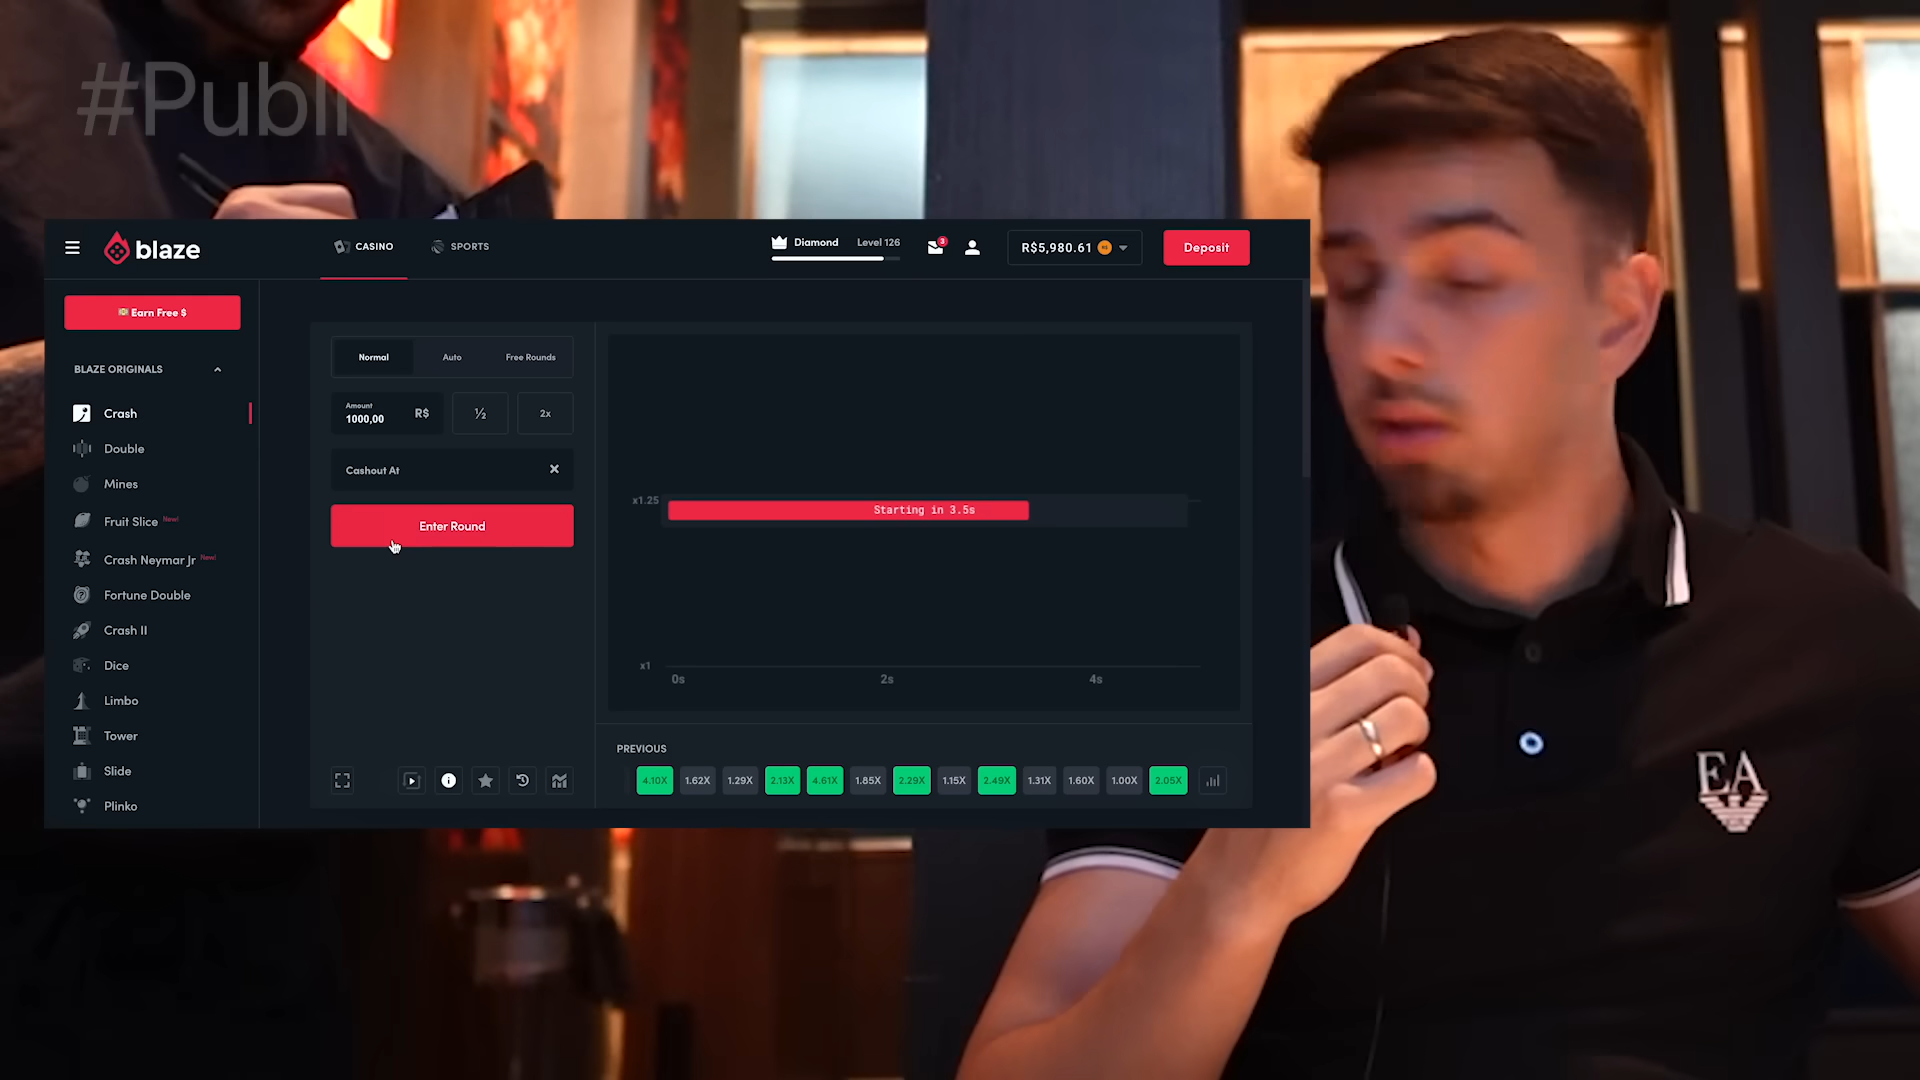 #Publi
blaze
CASINO
SPORTS
Diamond
Level 126
3
R$5,980.61
Deposit
Earn Free $
BLAZE ORIGINALS
Crash
Double
Mines
Fruit Slice New!
Crash Neymar Jr New!
Fortune Double
Crash II
Dice
Limbo
Tower
Slide
Plinko
Normal
Auto
Free Rounds
Amount
1000,00
R$
½
2x
Cashout At
Enter Round
x1.25
Starting in 3.5s
x1
0s
2s
4s
PREVIOUS
4.10X
1.62X
1.29X
2.13X
4.61X
1.85X
2.29X
1.15X
2.49X
1.31X
1.60X
1.00X
2.05X
EA